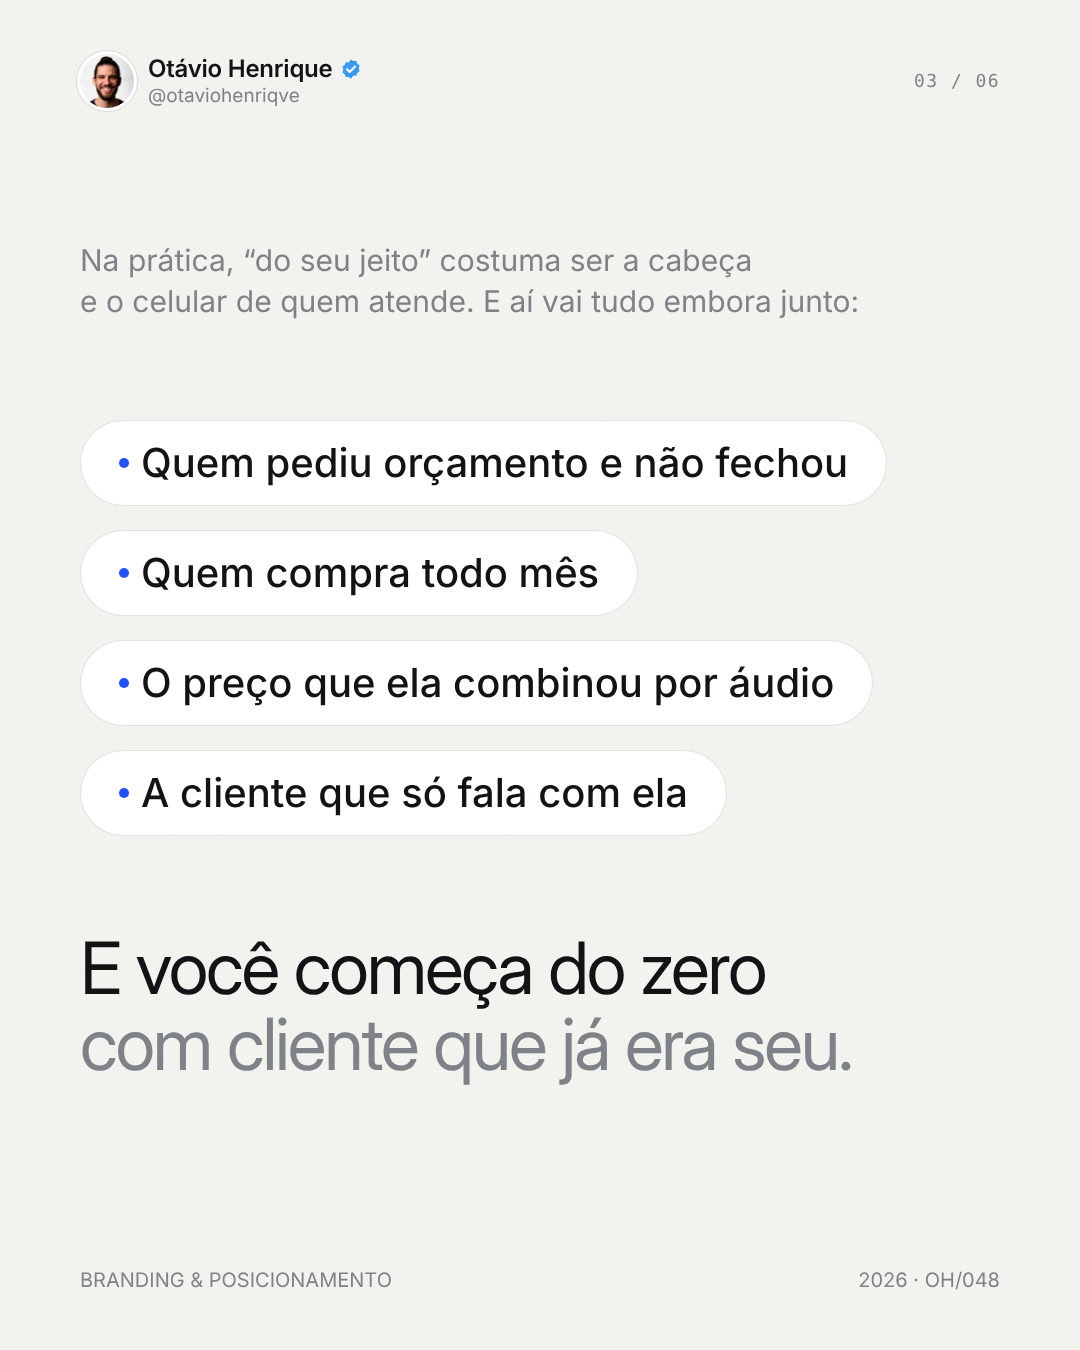 Otávio Henrique
@otaviohenriqve
03 / 06
Na prática, “do seu jeito” costuma ser a cabeça
e o celular de quem atende. E aí vai tudo embora junto:
• Quem pediu orçamento e não fechou
• Quem compra todo mês
• O preço que ela combinou por áudio
• A cliente que só fala com ela
E você começa do zero
com cliente que já era seu.
BRANDING & POSICIONAMENTO
2026 · OH/048